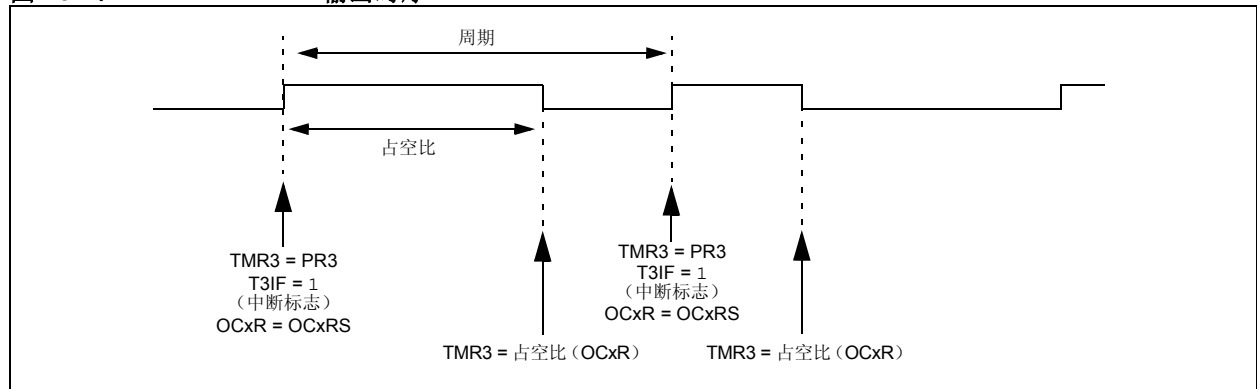 周期
占空比
TMR3 = PR3
T3IF = 1
（中断标志）
OCxR = OCxRS
TMR3 = 占空比（OCxR）
TMR3 = PR3
T3IF = 1
（中断标志）
OCxR = OCxRS
TMR3 = 占空比（OCxR）